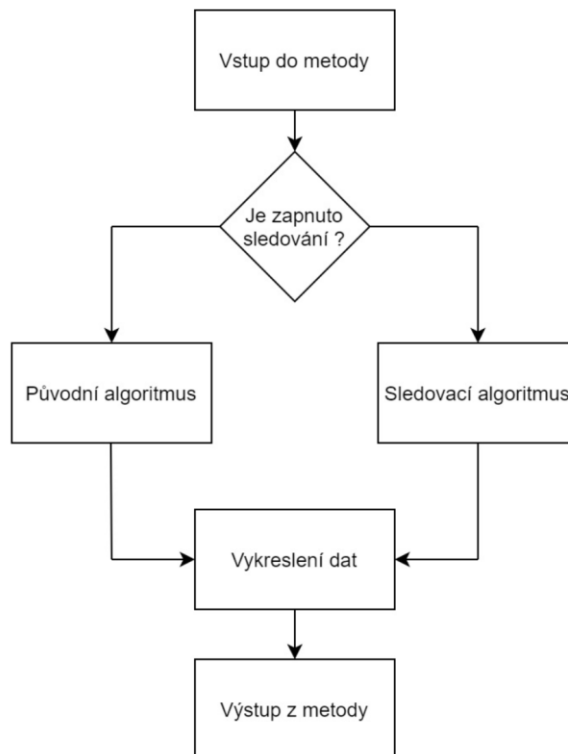 Vstup do metody
Je zapnuto
sledování ?
Původní algoritmus
Sledovací algoritmus
Vykreslení dat
Výstup z metody